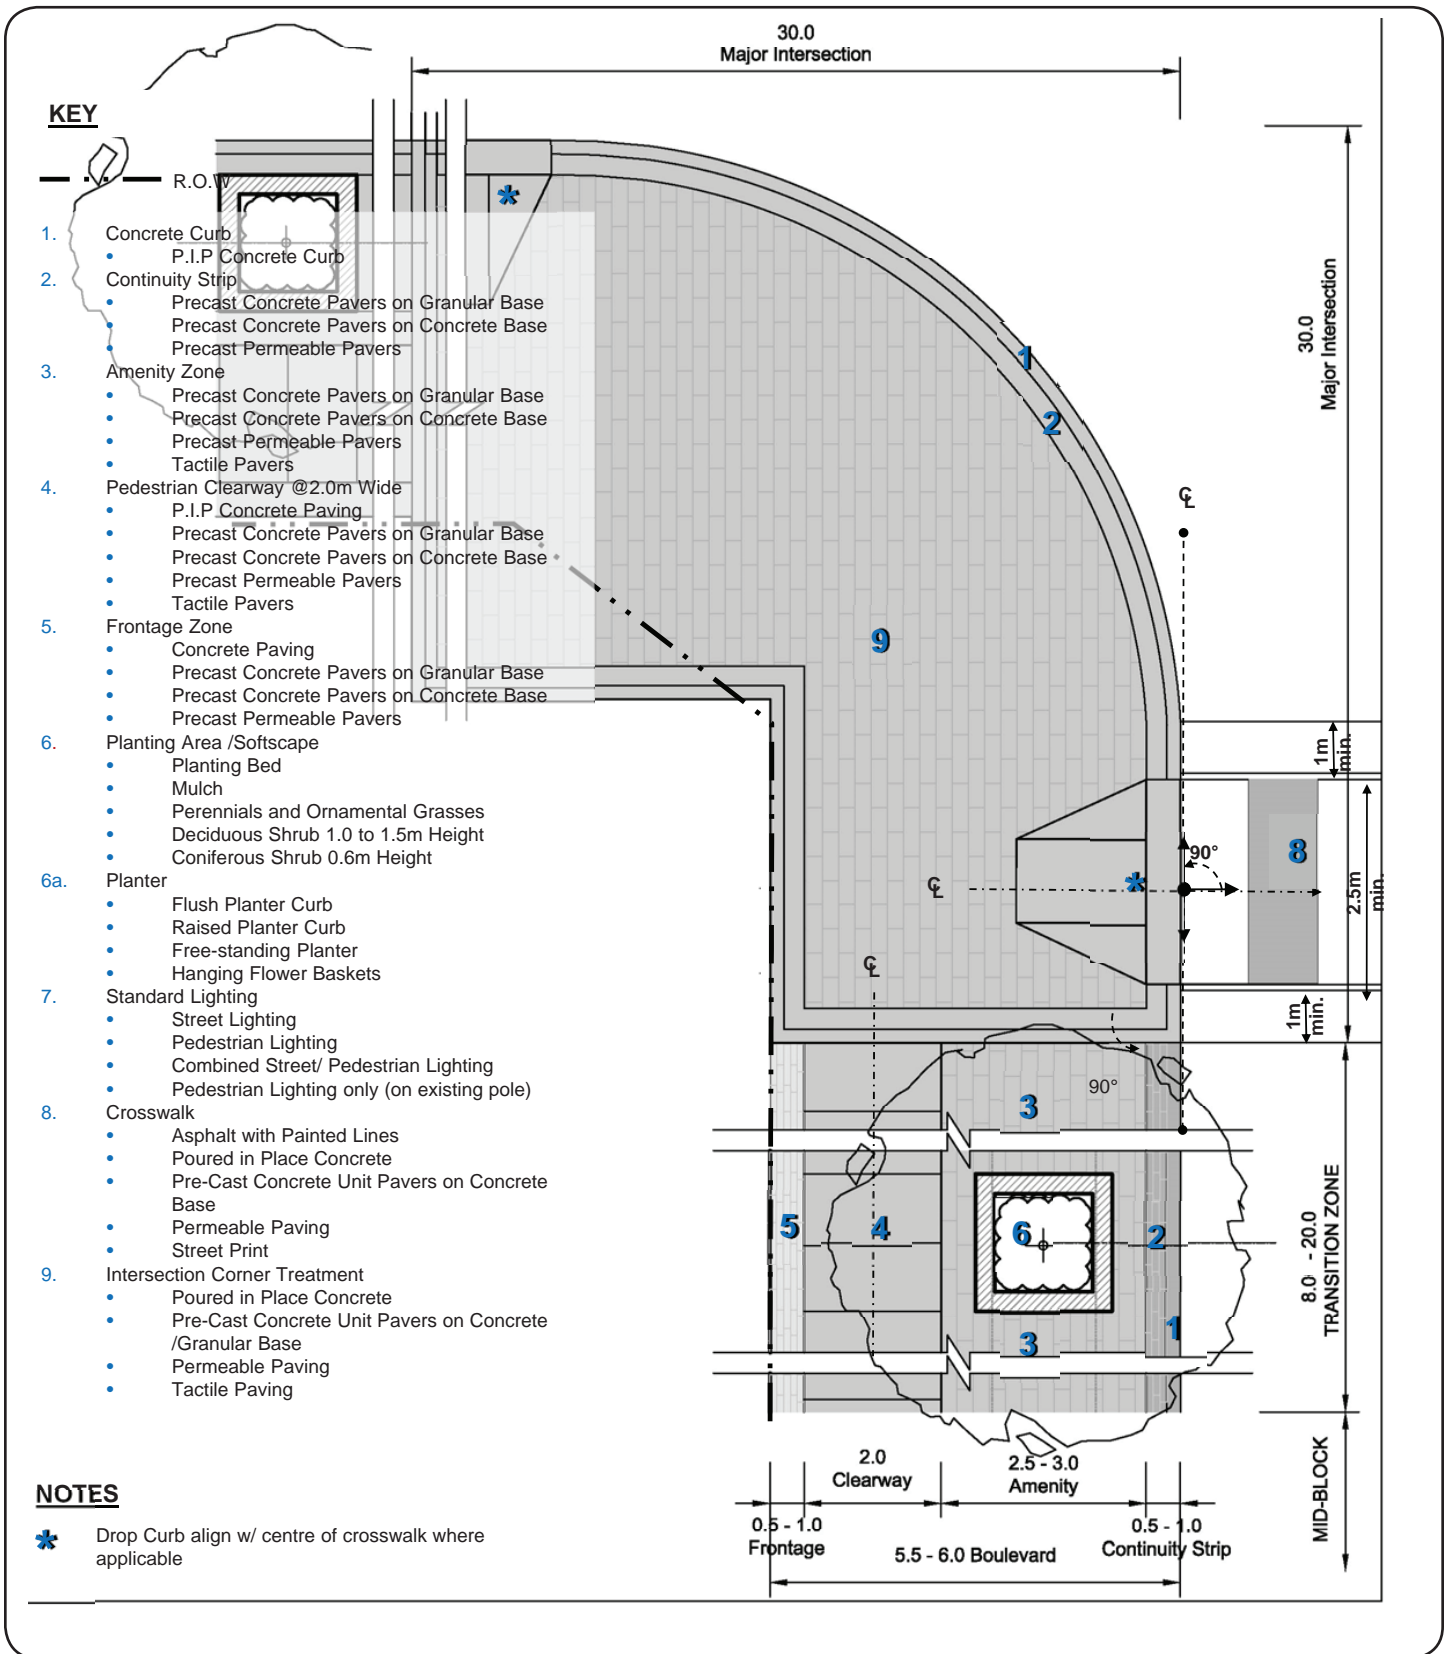 30.0
Major Intersection
KEY
R.O.W
1. Concrete Curb
• P.I.P Concrete Curb
2. Continuity Strip
• Precast Concrete Pavers on Granular Base
• Precast Concrete Pavers on Concrete Base
• Precast Permeable Pavers
3. Amenity Zone
• Precast Concrete Pavers on Granular Base
• Precast Concrete Pavers on Concrete Base
• Precast Permeable Pavers
• Tactile Pavers
4. Pedestrian Clearway @2.0m Wide
• P.I.P Concrete Paving
• Precast Concrete Pavers on Granular Base
• Precast Concrete Pavers on Concrete Base
• Precast Permeable Pavers
• Tactile Pavers
5. Frontage Zone
• Concrete Paving
• Precast Concrete Pavers on Granular Base
• Precast Concrete Pavers on Concrete Base
• Precast Permeable Pavers
6. Planting Area /Softscape
• Planting Bed
• Mulch
• Perennials and Ornamental Grasses
• Deciduous Shrub 1.0 to 1.5m Height
• Coniferous Shrub 0.6m Height
6a. Planter
• Flush Planter Curb
• Raised Planter Curb
• Free-standing Planter
• Hanging Flower Baskets
7. Standard Lighting
• Street Lighting
• Pedestrian Lighting
• Combined Street/ Pedestrian Lighting
• Pedestrian Lighting only (on existing pole)
8. Crosswalk
• Asphalt with Painted Lines
• Poured in Place Concrete
• Pre-Cast Concrete Unit Pavers on Concrete
Base
• Permeable Paving
• Street Print
9. Intersection Corner Treatment
• Poured in Place Concrete
• Pre-Cast Concrete Unit Pavers on Concrete
/Granular Base
• Permeable Paving
• Tactile Paving
NOTES
* Drop Curb align w/ centre of crosswalk where
applicable
*
1
2
30.0
Major Intersection
℄
9
1m
min.
90°
8
℄
*
2.5m
min.
℄
1m
min.
90°
3
5
4
6
2
3
1
8.0 - 20.0
TRANSITION ZONE
MID-BLOCK
2.0
Clearway
2.5 - 3.0
Amenity
0.5 - 1.0
Frontage
0.5 - 1.0
Continuity Strip
5.5 - 6.0 Boulevard